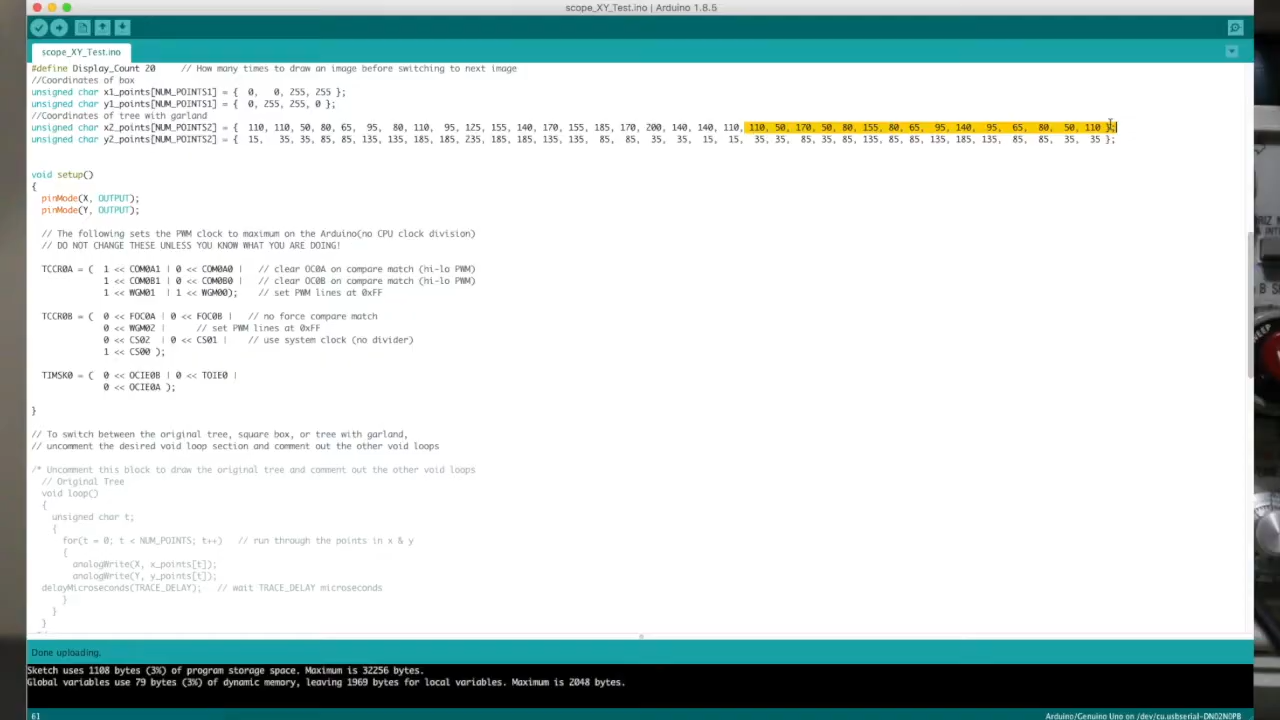 scope_XY_Test.ino | Arduino 1.8.5
scope_XY_Test.ino
#define Display_Count 20 // How many times to draw an image before switching to next image
//Coordinates of box
unsigned char x1_points[NUM_POINTS1] = { 0, 0, 255, 255 };
unsigned char y1_points[NUM_POINTS1] = { 0, 255, 255, 0 };
//Coordinates of tree with garland
unsigned char x2_points[NUM_POINTS2] = { 110, 110, 50, 80, 65, 95, 80, 110, 95, 125, 155, 140, 170, 155, 185, 170, 200, 140, 140, 110, 110, 50, 170, 50, 80, 155, 80, 65, 95, 140, 95, 65, 80, 50, 110 };
unsigned char y2_points[NUM_POINTS2] = { 15, 35, 35, 85, 85, 135, 135, 185, 185, 235, 185, 185, 135, 135, 85, 85, 35, 35, 15, 15, 35, 35, 85, 35, 85, 135, 85, 85, 135, 185, 135, 85, 85, 35, 35 };
void setup()
{
pinMode(X, OUTPUT);
pinMode(Y, OUTPUT);
// The following sets the PWM clock to maximum on the Arduino(no CPU clock division)
// DO NOT CHANGE THESE UNLESS YOU KNOW WHAT YOU ARE DOING!
TCCR0A = ( 1 << COM0A1 | 0 << COM0A0 | // clear OC0A on compare match (hi-lo PWM)
1 << COM0B1 | 0 << COM0B0 | // clear OC0B on compare match (hi-lo PWM)
1 << WGM01 | 1 << WGM00); // set PWM lines at 0xFF
TCCR0B = ( 0 << FOC0A | 0 << FOC0B | // no force compare match
0 << WGM02 | // set PWM lines at 0xFF
0 << CS02 | 0 << CS01 | // use system clock (no divider)
1 << CS00 );
TIMSK0 = ( 0 << OCIE0B | 0 << TOIE0 |
0 << OCIE0A );
}
// To switch between the original tree, square box, or tree with garland,
// uncomment the desired void loop section and comment out the other void loops
/* Uncomment this block to draw the original tree and comment out the other void loops
// Original Tree
void loop()
{
unsigned char t;
{
for(t = 0; t < NUM_POINTS; t++) // run through the points in x & y
{
analogWrite(X, x_points[t]);
analogWrite(Y, y_points[t]);
delayMicroseconds(TRACE_DELAY); // wait TRACE_DELAY microseconds
}
}
}
Done uploading.
Sketch uses 1108 bytes (3%) of program storage space. Maximum is 32256 bytes.
Global variables use 79 bytes (3%) of dynamic memory, leaving 1969 bytes for local variables. Maximum is 2048 bytes.
61
Arduino/Genuino Uno on /dev/cu.usbserial-DN02N0P8